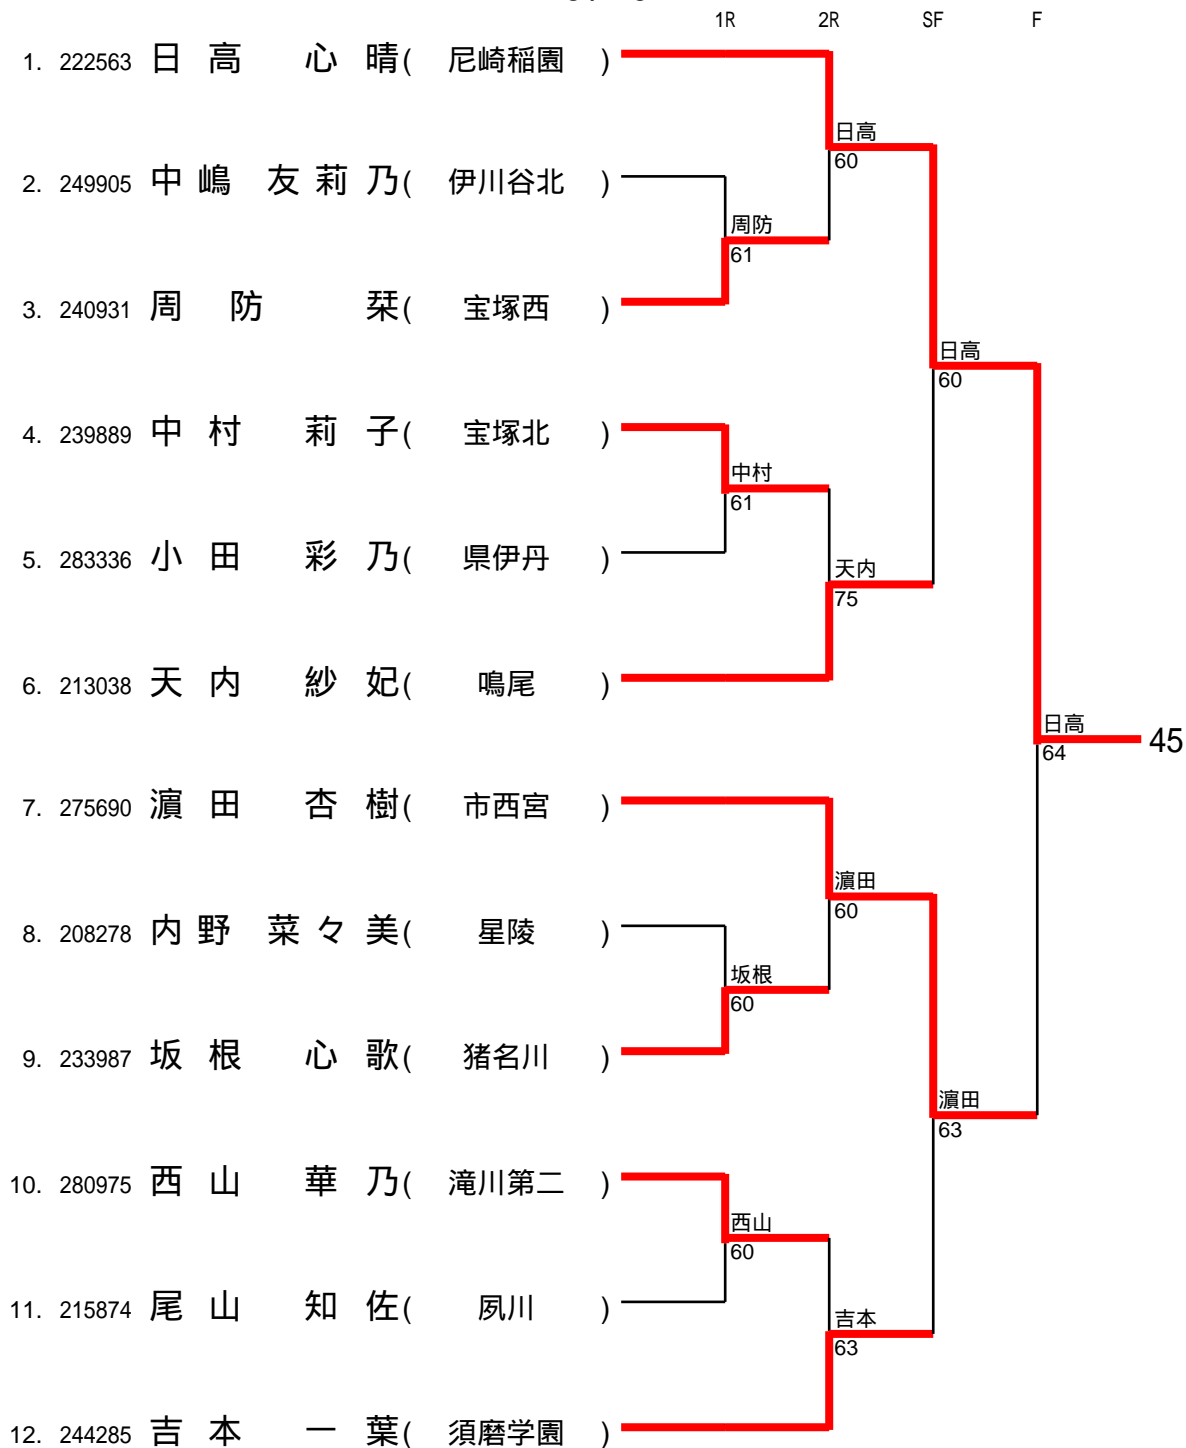 1R 2R SF F
1. 222563 日高 心晴( 尼崎稲園 )
日高
60
2. 249905 中嶋 友莉乃( 伊川谷北 )
周防
61
3. 240931 周防 栞( 宝塚西 )
日高
60
4. 239889 中村 莉子( 宝塚北 )
中村
61
5. 283336 小田 彩乃( 県伊丹 )
天内
75
6. 213038 天内 紗妃( 鳴尾 )
日高
64
45
7. 275690 濵田 杏樹( 市西宮 )
濵田
60
8. 208278 内野 菜々美( 星陵 )
坂根
60
9. 233987 坂根 心歌( 猪名川 )
濵田
63
10. 280975 西山 華乃( 滝川第二 )
西山
60
11. 215874 尾山 知佐( 夙川 )
吉本
63
12. 244285 吉本 一葉( 須磨学園 )